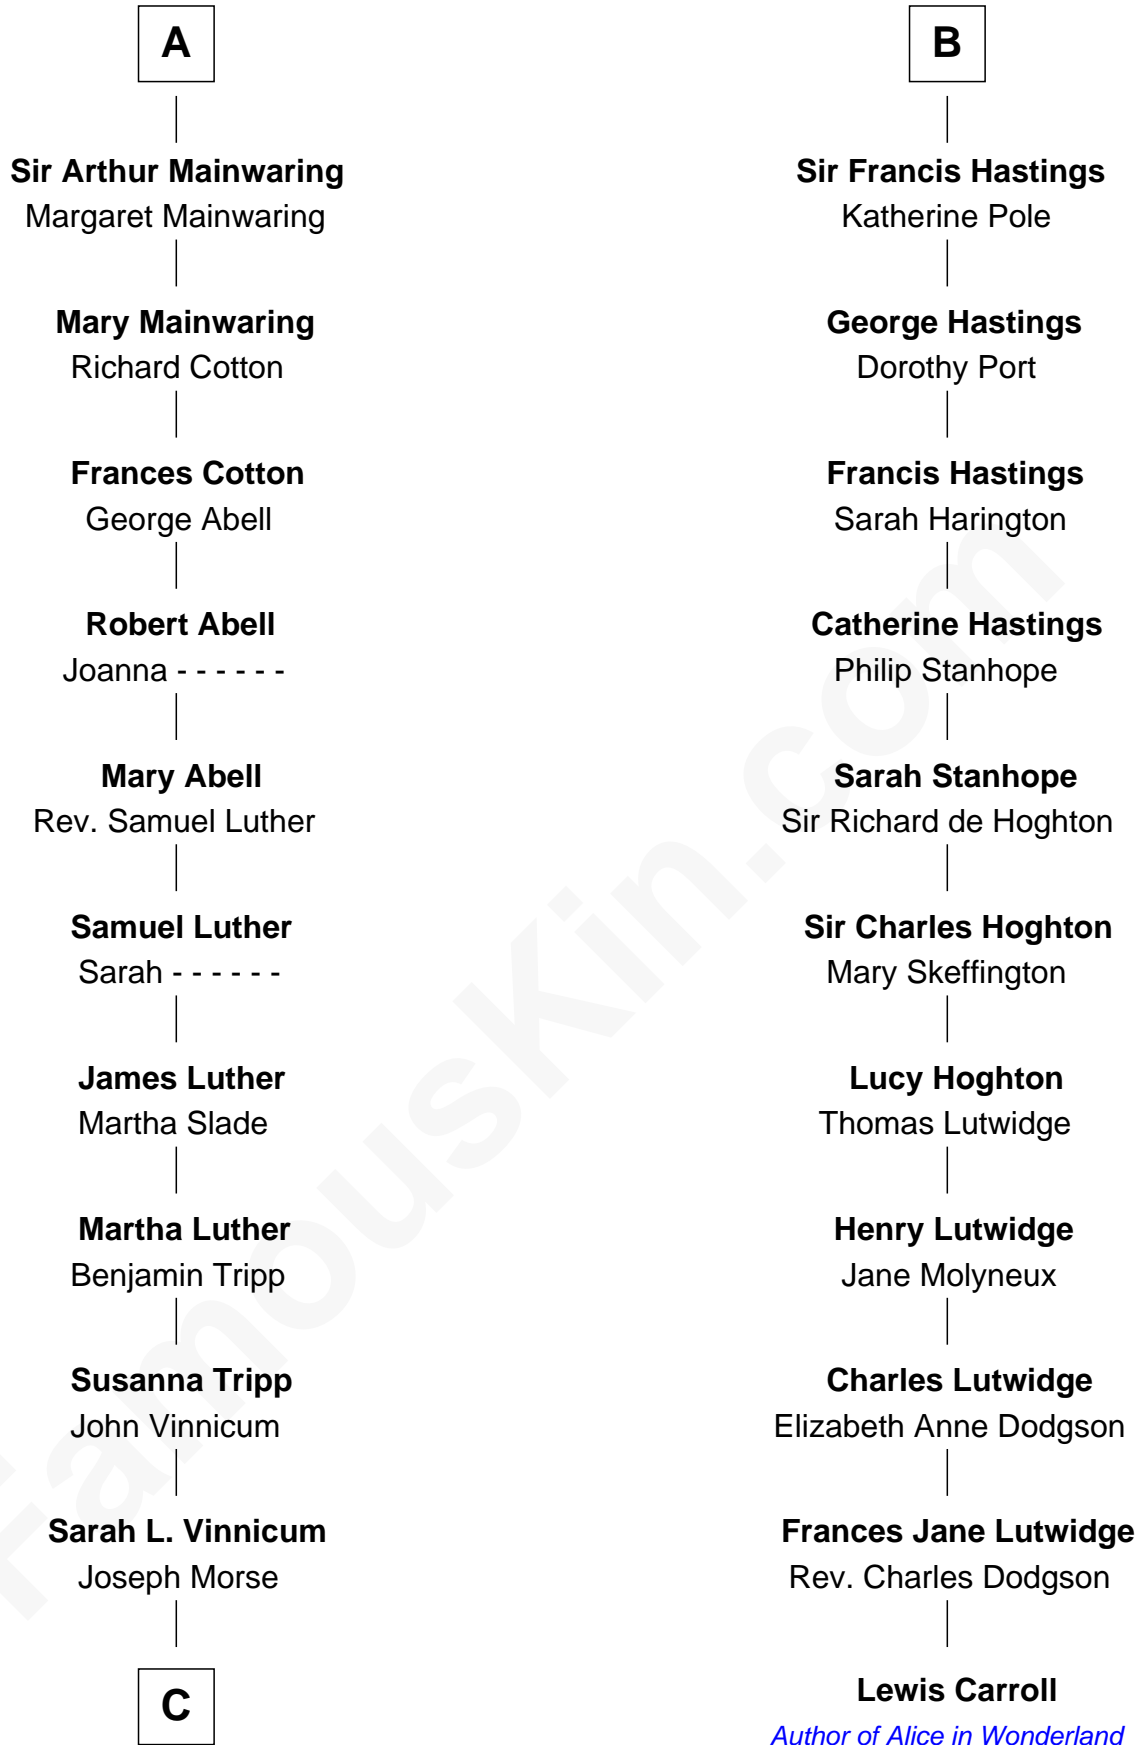 A
Sir Arthur Mainwaring
Margaret Mainwaring
Mary Mainwaring
Richard Cotton
Frances Cotton
George Abell
Robert Abell
Joanna - - - - - -
Mary Abell
Rev. Samuel Luther
Samuel Luther
Sarah - - - - - -
James Luther
Martha Slade
Martha Luther
Benjamin Tripp
Susanna Tripp
John Vinnicum
Sarah L. Vinnicum
Joseph Morse
C
B
Sir Francis Hastings
Katherine Pole
George Hastings
Dorothy Port
Francis Hastings
Sarah Harington
Catherine Hastings
Philip Stanhope
Sarah Stanhope
Sir Richard de Hoghton
Sir Charles Hoghton
Mary Skeffington
Lucy Hoghton
Thomas Lutwidge
Henry Lutwidge
Jane Molyneux
Charles Lutwidge
Elizabeth Anne Dodgson
Frances Jane Lutwidge
Rev. Charles Dodgson
Lewis Carroll
Author of Alice in Wonderland
FamousKin.com